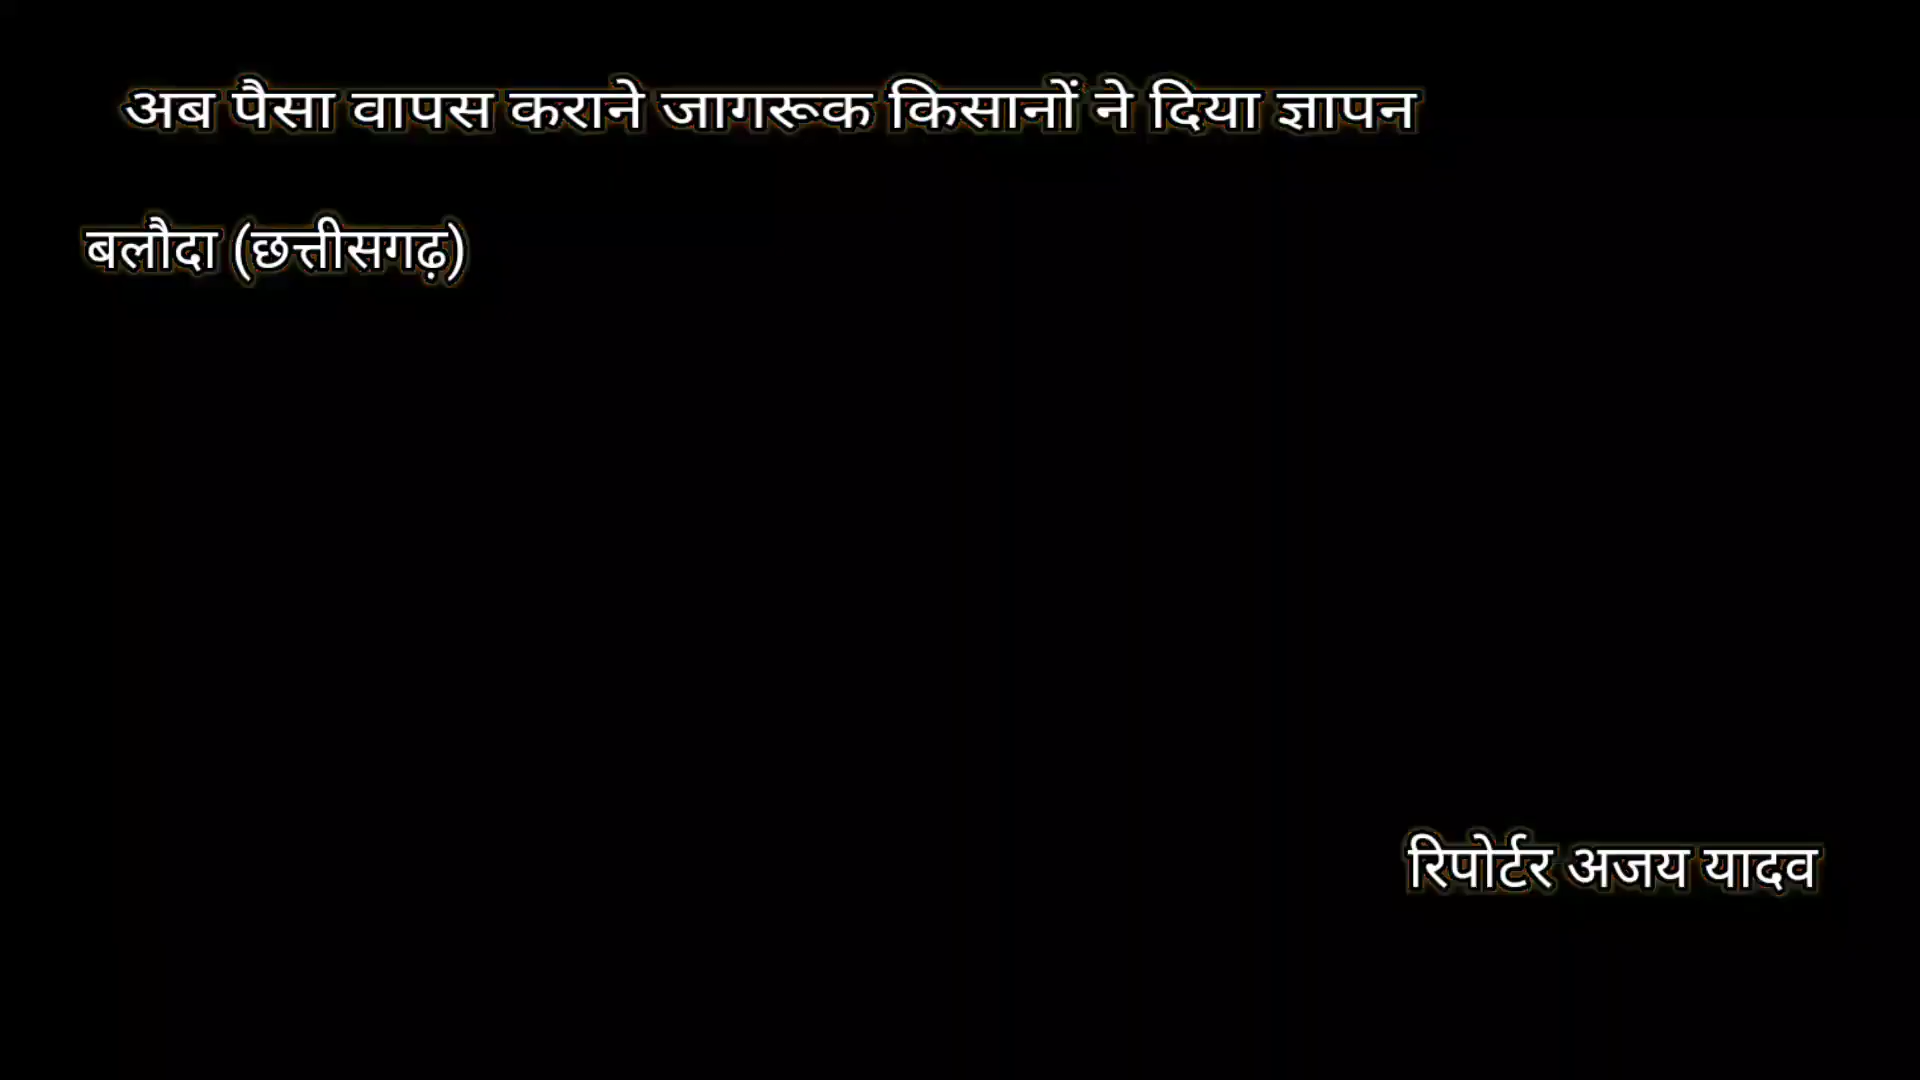 अब पैसा वापस कराने जागरूक किसानों ने दिया ज्ञापन
बलौदा (छत्तीसगढ़)
रिपोर्टर अजय यादव